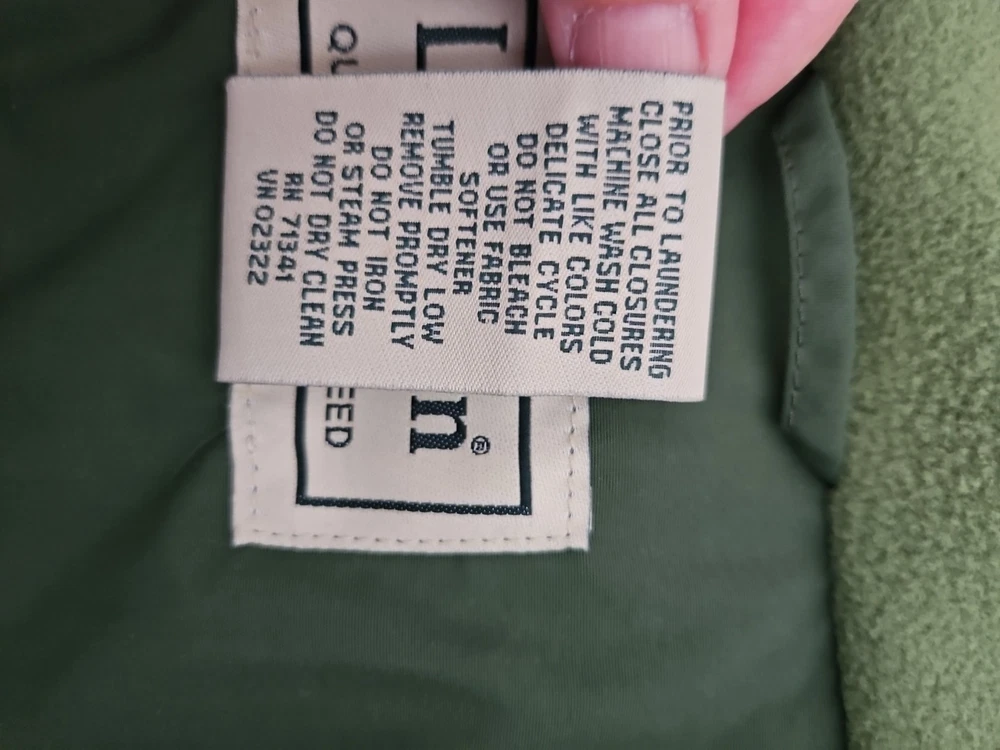 PRIOR TO LAUNDERING
CLOSE ALL CLOSURES
MACHINE WASH COLD
WITH LIKE COLORS
DELICATE CYCLE
DO NOT BLEACH
OR USE FABRIC
SOFTENER
TUMBLE DRY LOW
REMOVE PROMPTLY
DO NOT IRON
OR STEAM PRESS
DO NOT DRY CLEAN
RN 71341
VN 02322
L n®
QU EED